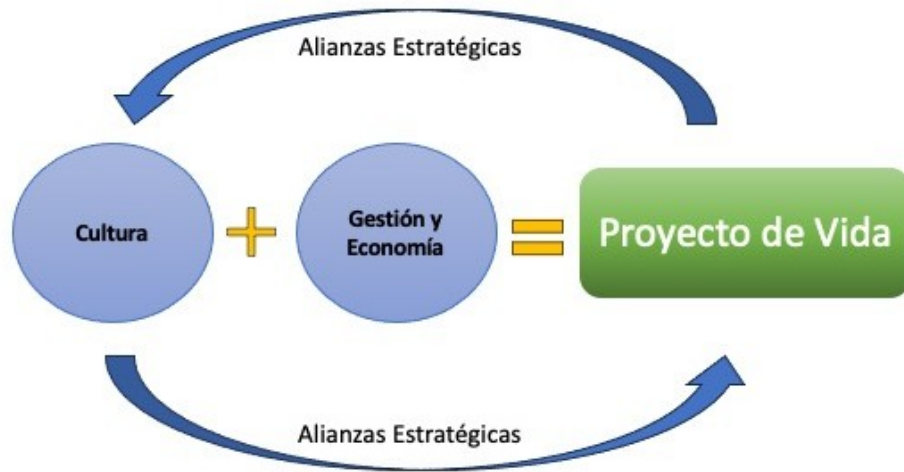 Alianzas Estratégicas
Cultura
+
Gestión y
Economía
=
Proyecto de Vida
Alianzas Estratégicas